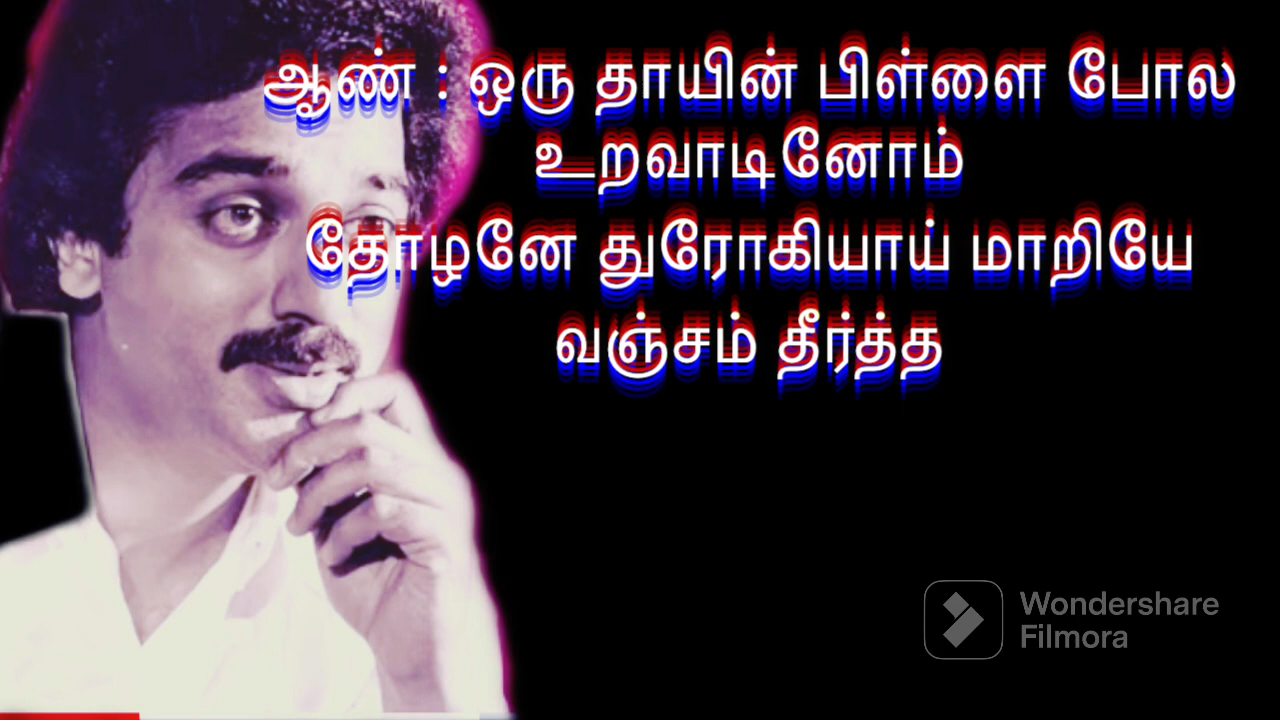 ஆண் : ஒரு தாயின் பிள்ளை போல
உறவாடினோம்
தோழனே துரோகியாய் மாறியே
வஞ்சம் தீர்த்த
Wondershare
Filmora